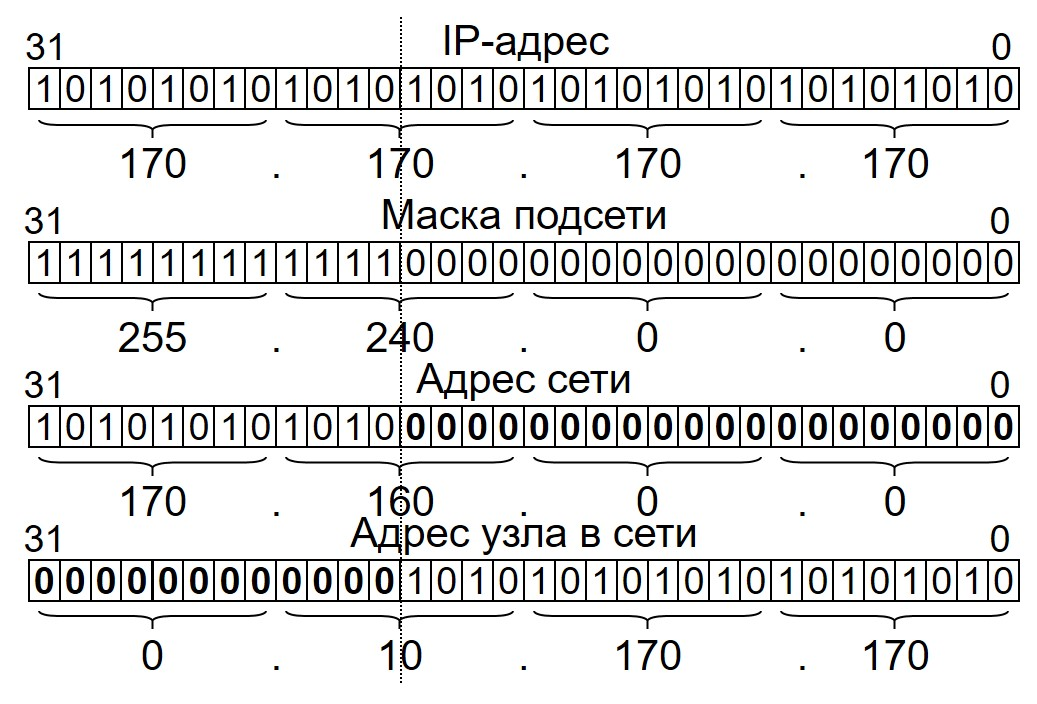 IP-адрес
31 0
1 0 1 0 1 0 1 0 1 0 1 0 1 0 1 0 1 0 1 0 1 0 1 0 1 0 1 0 1 0 1 0
170 . 170 . 170 . 170
Маска подсети
31 0
1 1 1 1 1 1 1 1 1 1 1 1 0 0 0 0 0 0 0 0 0 0 0 0 0 0 0 0 0 0 0 0
255 . 240 . 0 . 0
Адрес сети
31 0
1 0 1 0 1 0 1 0 1 0 1 0 0 0 0 0 0 0 0 0 0 0 0 0 0 0 0 0 0 0 0 0
170 . 160 . 0 . 0
Адрес узла в сети
31 0
0 0 0 0 0 0 0 0 0 0 0 0 1 0 1 0 1 0 1 0 1 0 1 0 1 0 1 0 1 0 1 0
0 . 10 . 170 . 170